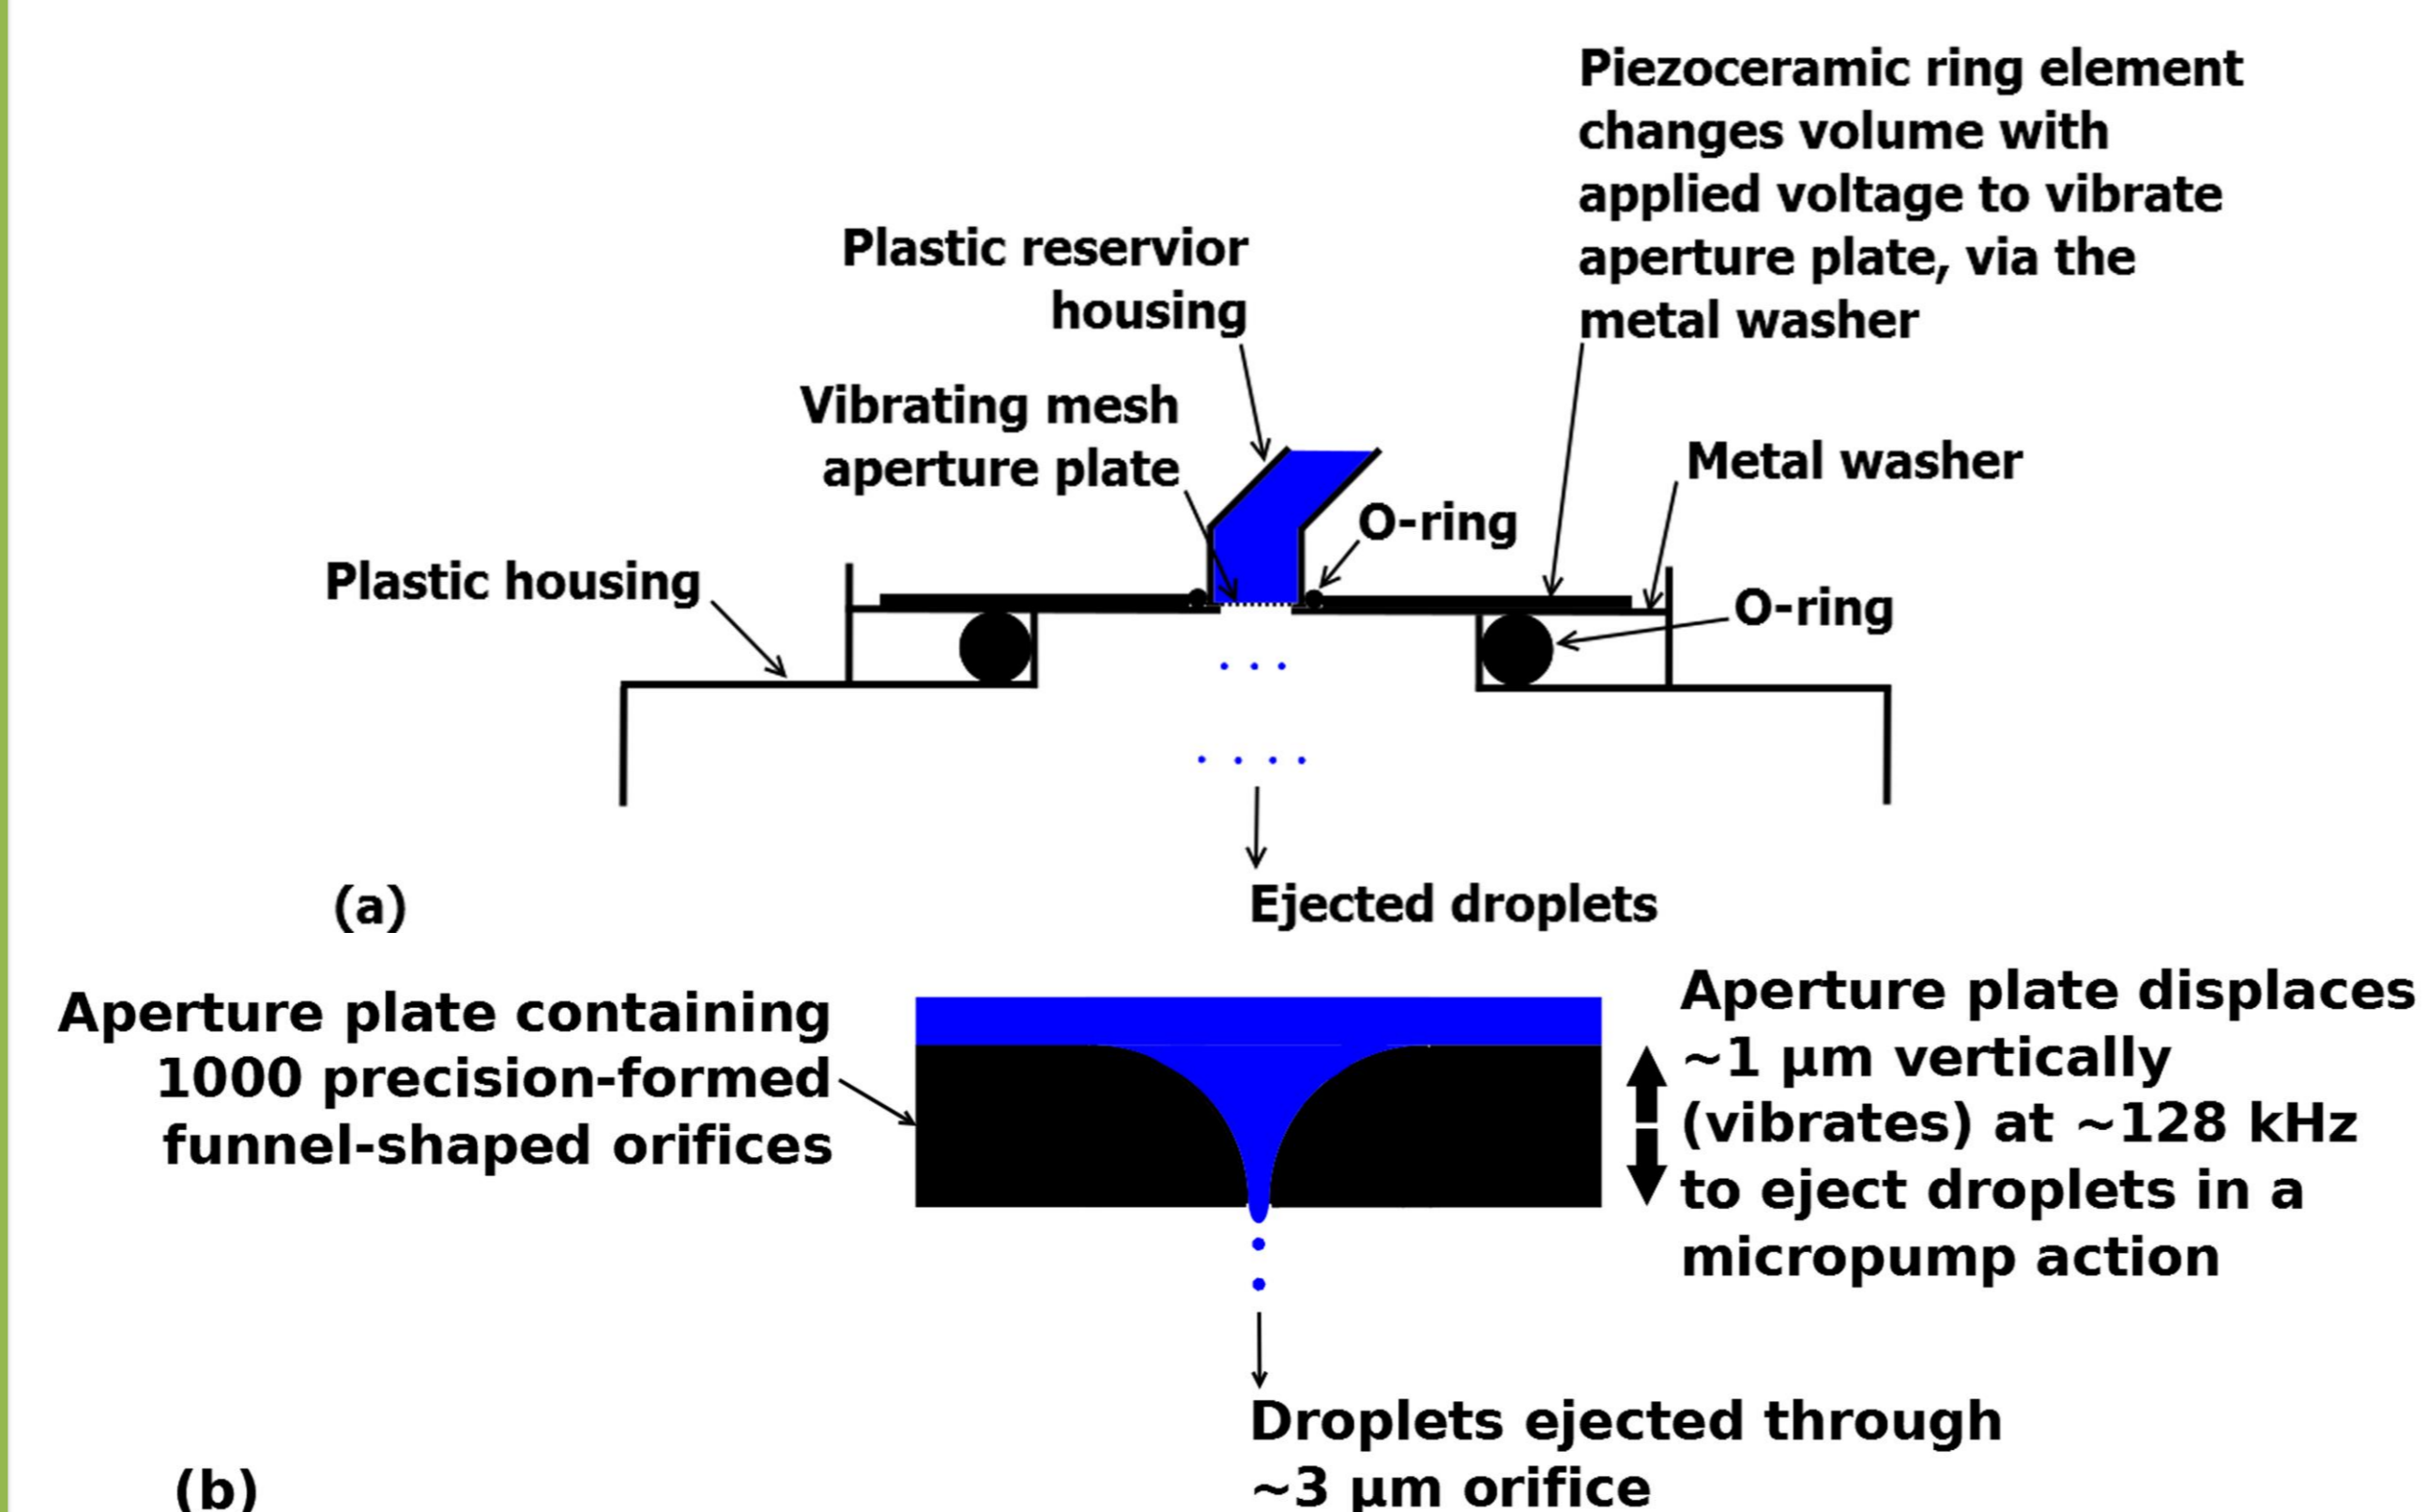 Piezoceramic ring element
changes volume with
applied voltage to vibrate
aperture plate, via the
metal washer
Plastic reservior
housing
Vibrating mesh
aperture plate
Metal washer
O-ring
Plastic housing
O-ring
(a)
Ejected droplets
Aperture plate containing
1000 precision-formed
funnel-shaped orifices
Aperture plate displaces
~1 µm vertically
(vibrates) at ~128 kHz
to eject droplets in a
micropump action
Droplets ejected through
~3 µm orifice
(b)